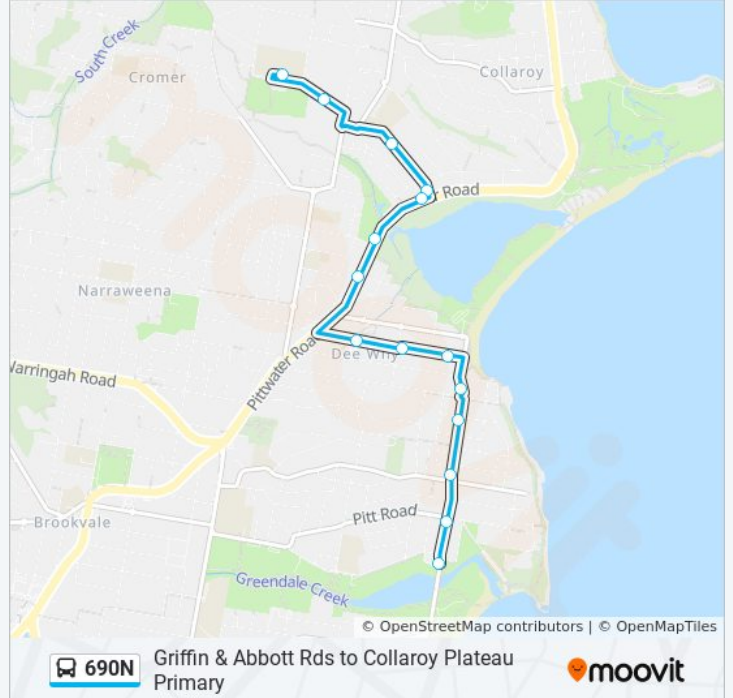 South Creek
Cromer
Collaroy
r Road
Narraweena
Dee Why
Pittwater Road
Warringah Road
Pitt Road
Brookvale
Greendale Creek
© OpenStreetMap contributors | © OpenMapTiles
690N
Griffin & Abbott Rds to Collaroy Plateau
Primary
moovit